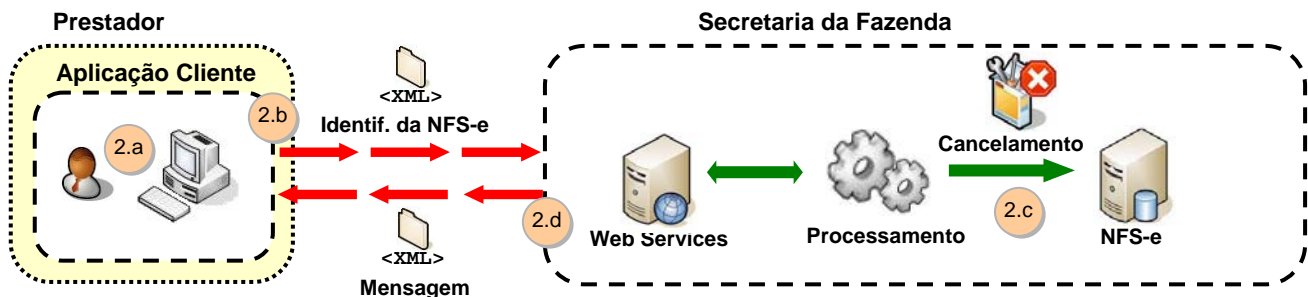 Prestador
Secretaria da Fazenda
Aplicação Cliente
2.a
2.b
<XML>
Identif. da NFS-e
<XML>
Mensagem
2.d
Web Services
Processamento
Cancelamento
2.c
NFS-e